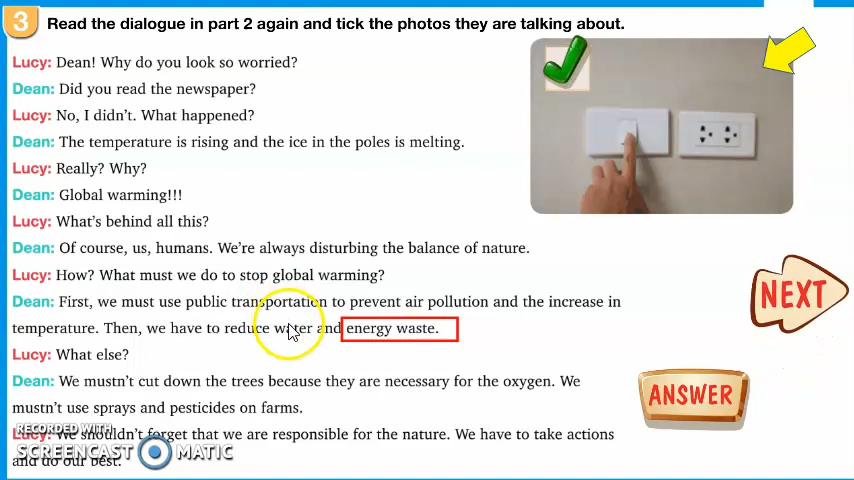 3 Read the dialogue in part 2 again and tick the photos they are talking about.
Lucy: Dean! Why do you look so worried?
Dean: Did you read the newspaper?
Lucy: No, I didn't. What happened?
Dean: The temperature is rising and the ice in the poles is melting.
Lucy: Really? Why?
Dean: Global warming!!!
Lucy: What's behind all this?
Dean: Of course, us, humans. We're always disturbing the balance of nature.
Lucy: How? What must we do to stop global warming?
Dean: First, we must use public transportation to prevent air pollution and the increase in
temperature. Then, we have to reduce water and energy waste.
Lucy: What else?
Dean: We mustn't cut down the trees because they are necessary for the oxygen. We
mustn't use sprays and pesticides on farms.
Lucy: We shouldn't forget that we are responsible for the nature. We have to take actions
and do our best.
NEXT
ANSWER
RECORDED WITH
SCREENCAST MATIC